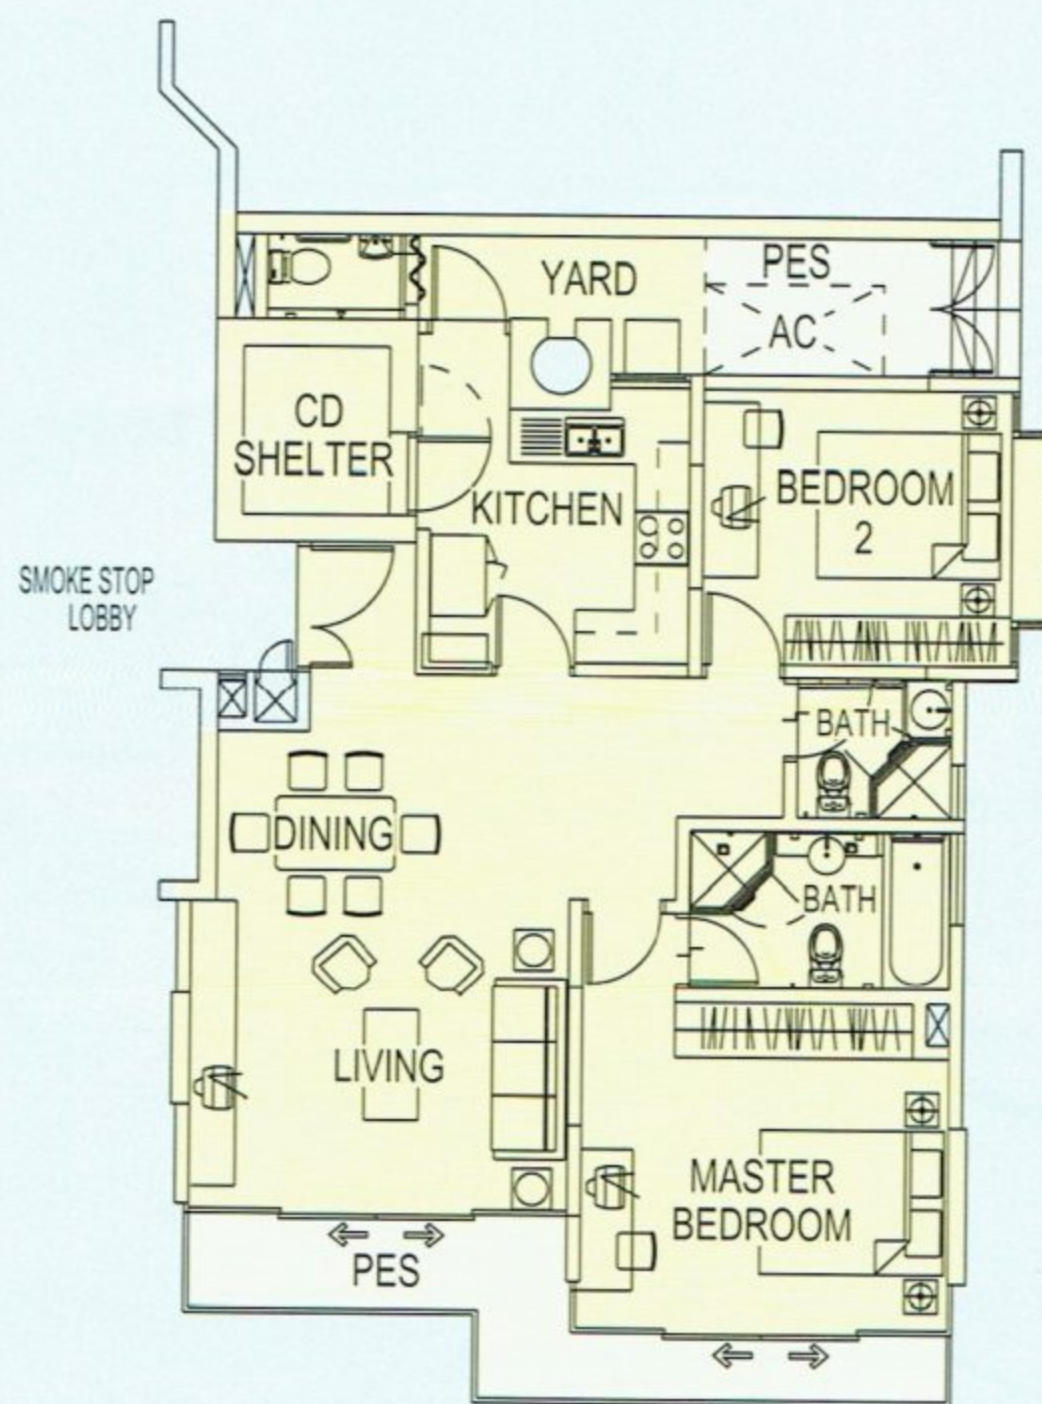 YARD
PES
AC
CD
SHELTER
BEDROOM
2
KITCHEN
SMOKE STOP
LOBBY
BATH
DINING
BATH
LIVING
MASTER
BEDROOM
PES